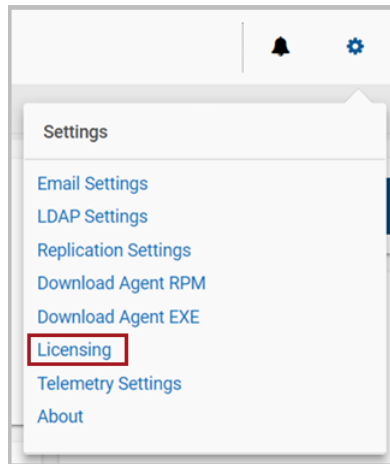 Settings
Email Settings
LDAP Settings
Replication Settings
Download Agent RPM
Download Agent EXE
Licensing
Telemetry Settings
About